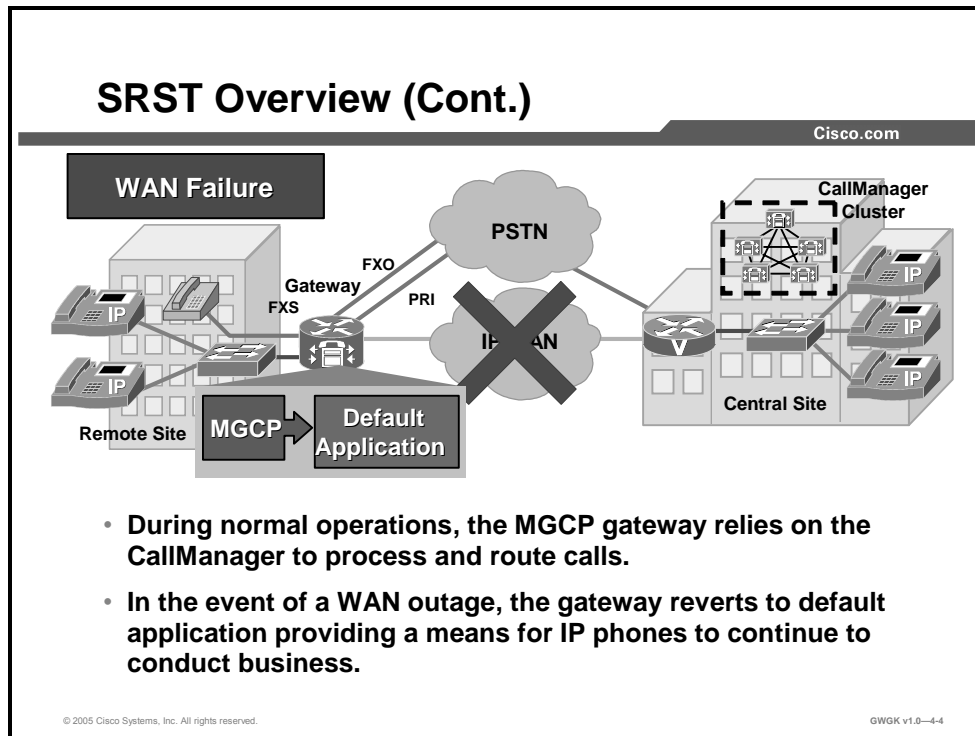 SRST Overview (Cont.)
Cisco.com
WAN Failure
CallManager
Cluster
PSTN
FXO
Gateway
FXS
PRI
IP WAN
IP
IP
IP
IP
IP
V
Remote Site
Central Site
MGCP
Default
Application
• During normal operations, the MGCP gateway relies on the
CallManager to process and route calls.
• In the event of a WAN outage, the gateway reverts to default
application providing a means for IP phones to continue to
conduct business.
© 2005 Cisco Systems, Inc. All rights reserved.
GWGK v1.0—4-4